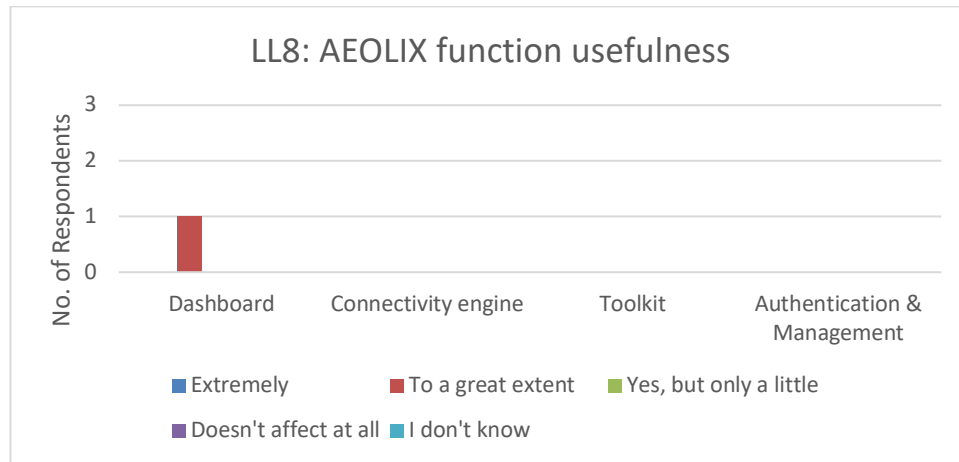 LL8: AEOLIX function usefulness
No. of Respondents
3
2
1
0
Dashboard
Connectivity engine
Toolkit
Authentication &
Management
Extremely
To a great extent
Yes, but only a little
Doesn't affect at all
I don't know